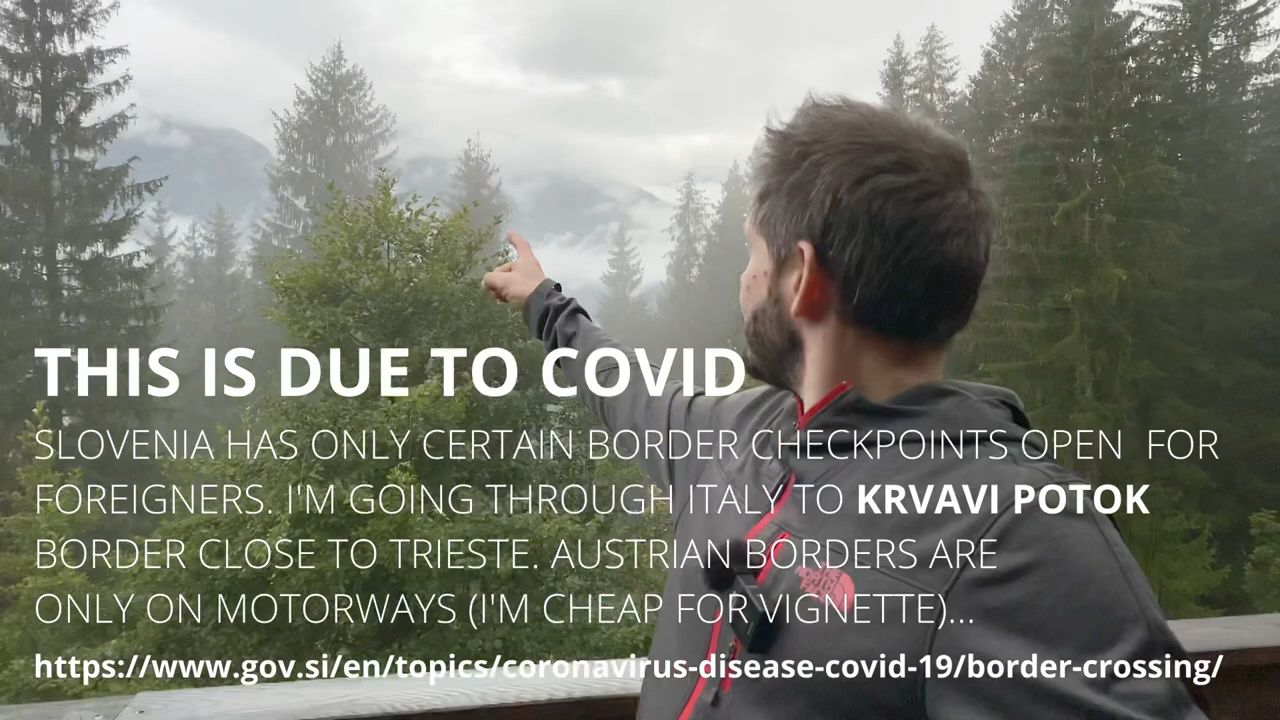 THIS IS DUE TO COVID
SLOVENIA HAS ONLY CERTAIN BORDER CHECKPOINTS OPEN FOR
FOREIGNERS. I'M GOING THROUGH ITALY TO KRVAVI POTOK
BORDER CLOSE TO TRIESTE. AUSTRIAN BORDERS ARE
ONLY ON MOTORWAYS (I'M CHEAP FOR VIGNETTE)...
https://www.gov.si/en/topics/coronavirus-disease-covid-19/border-crossing/